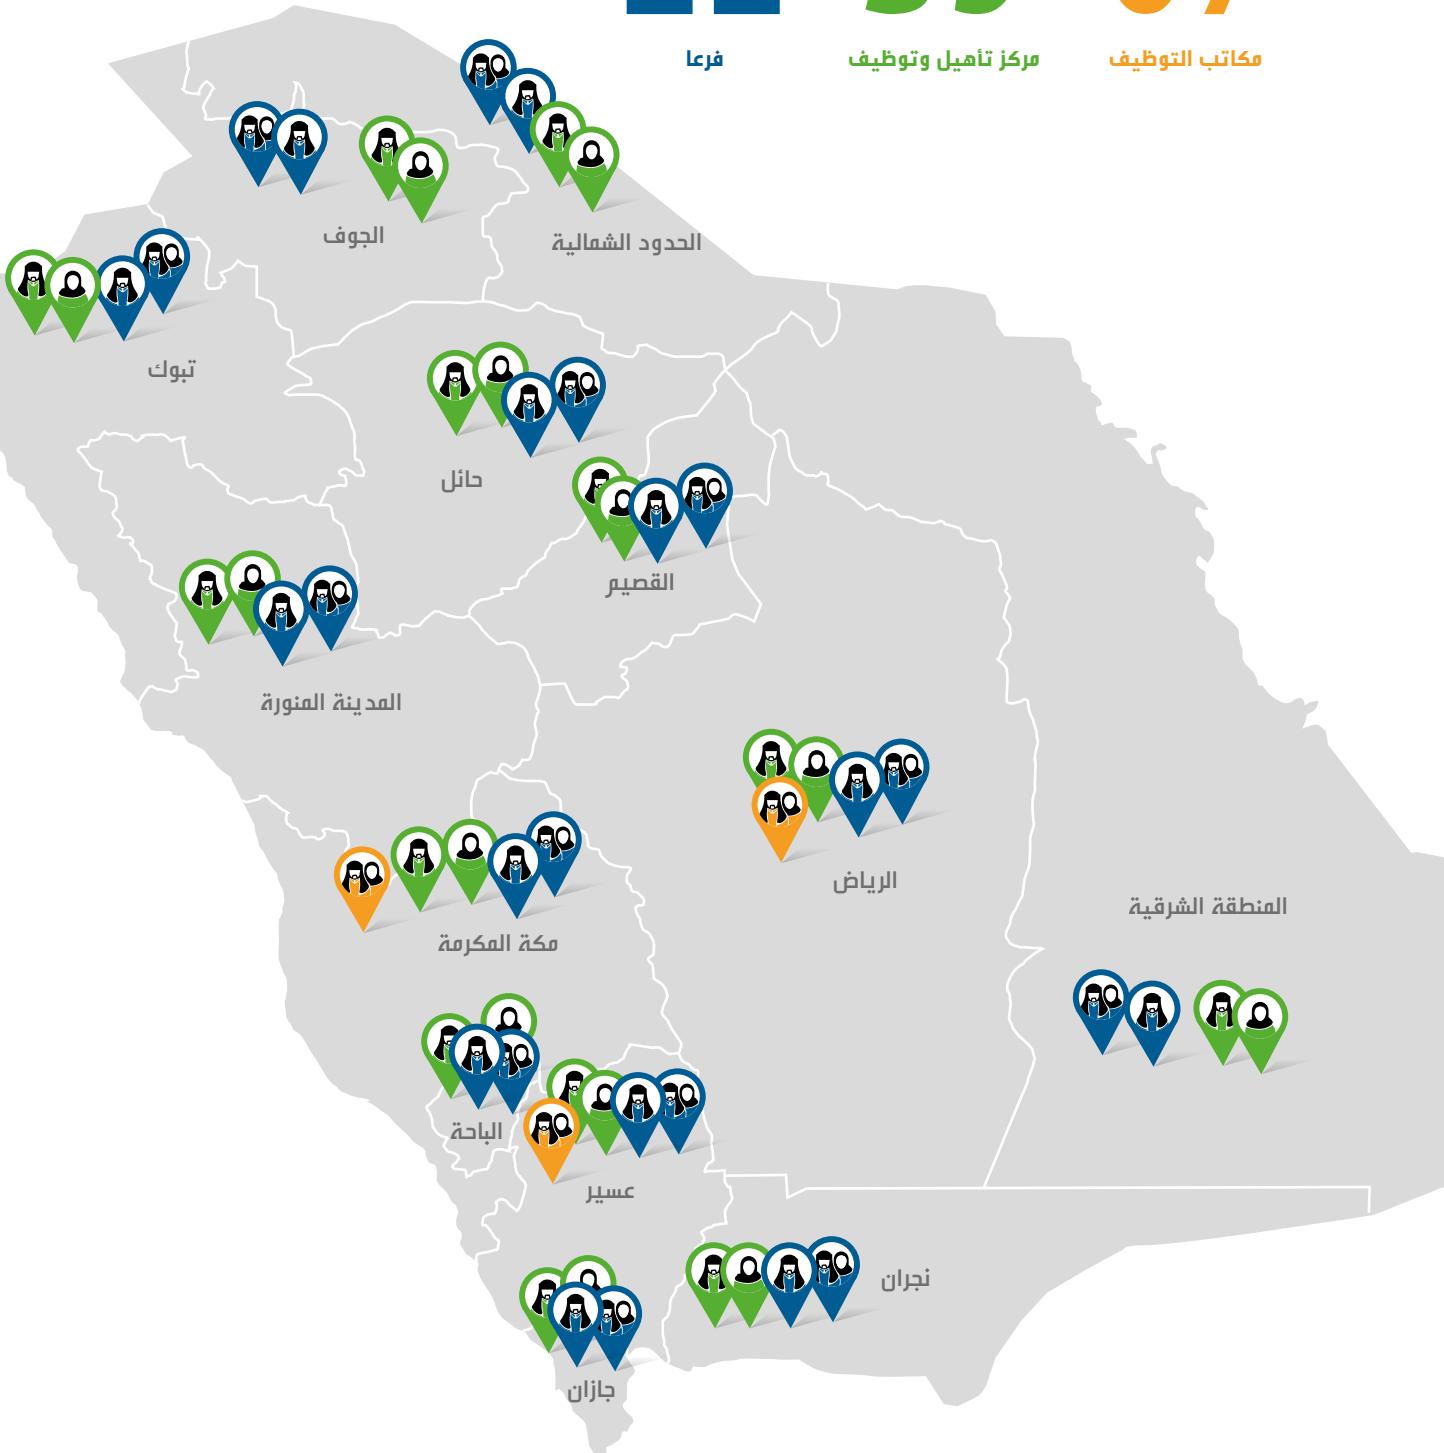 مكاتب التوظيف
مركز تأهيل وتوظيف
فرعا
الحدود الشمالية
الجوف
تبوك
حائل
القصيم
المدينة المنورة
الرياض
المنطقة الشرقية
مكة المكرمة
الباحة
عسير
نجران
جازان